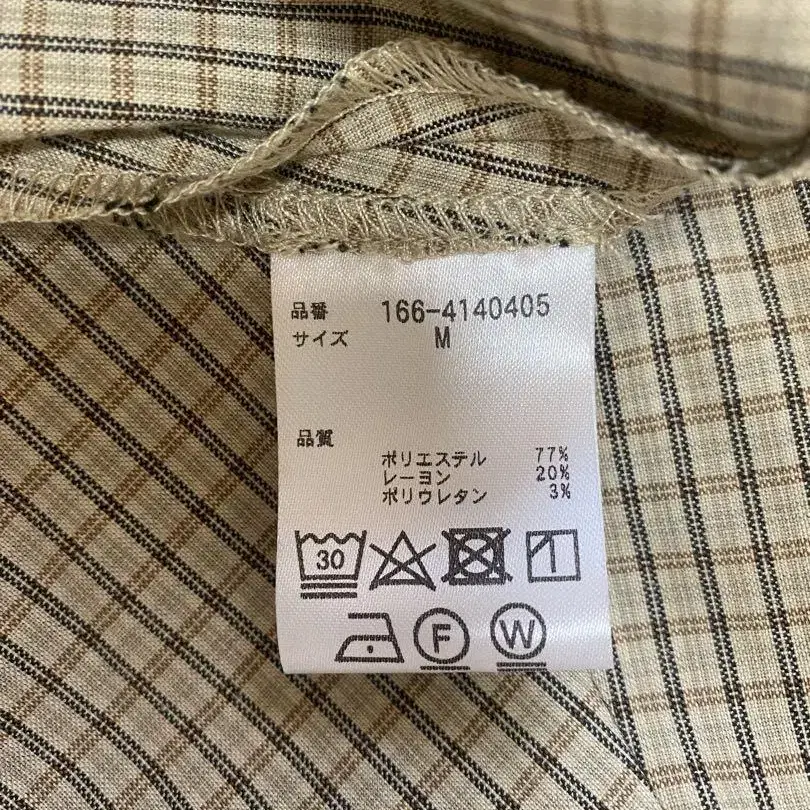 品番 166-4140405
サイズ M
品質
ポリエステル 77%
レーヨン 20%
ポリウレタン 3%
30
F W